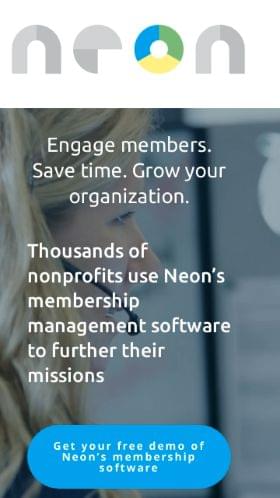 neon
Engage members.
Save time. Grow your
organization.
Thousands of
nonprofits use Neon's
membership
management software
to further their
missions
Get your free demo of
Neon's membership
software